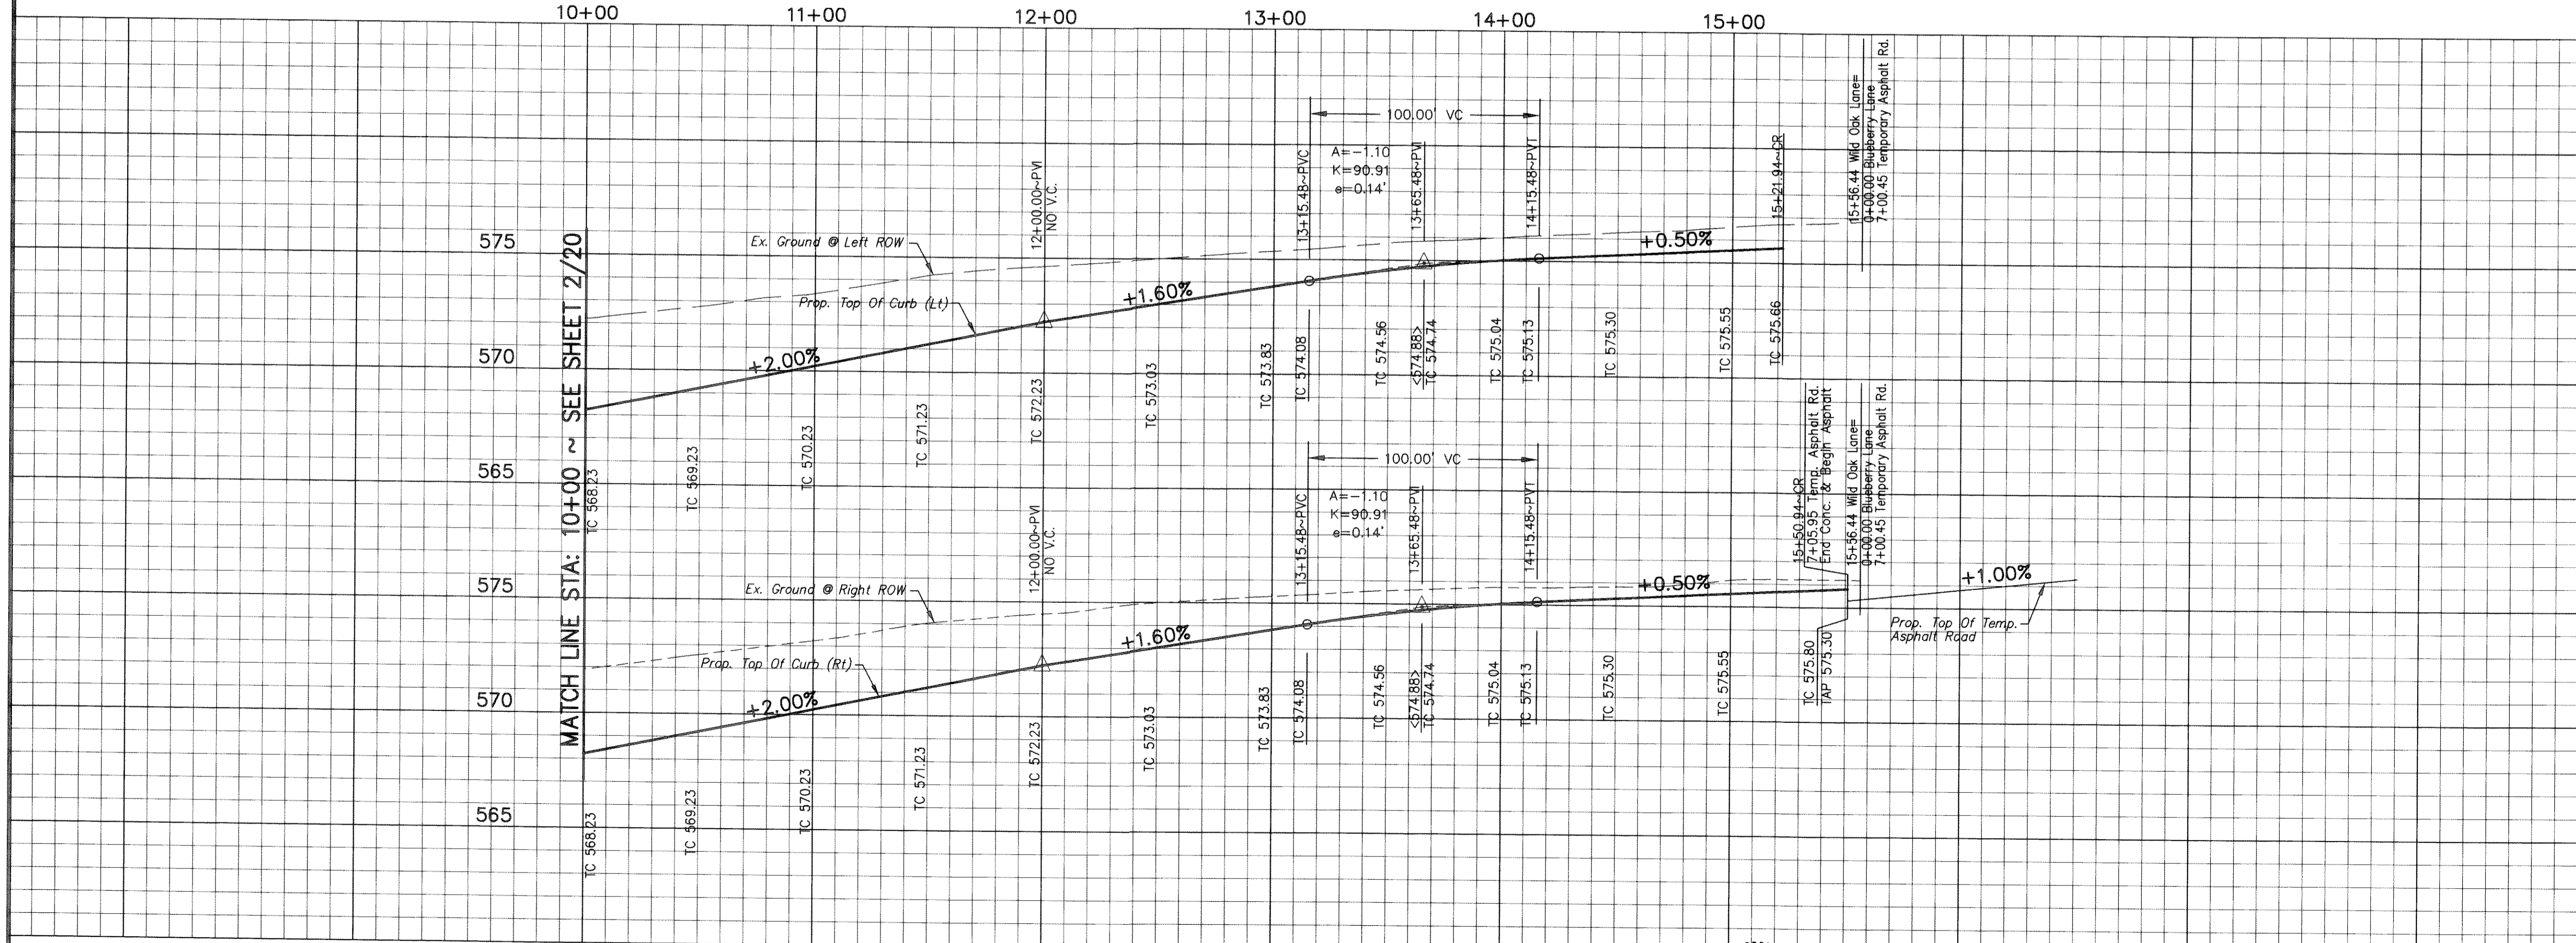 10+00
11+00
12+00
13+00
14+00
15+00
MATCH LINE STA: 10+00 ~ SEE SHEET 2/20
575
570
565
Ex. Ground @ Left ROW
Prop. Top Of Curb (Lt)
+2.00%
12+00.00~PVI
NO V.C.
+1.60%
100.00' VC
13+15.48~PVC
A=-1.10
K=90.91
e=0.14'
13+65.48~PVI
14+15.48~PVT
+0.50%
15+21.94~CR
15+56.44 Wild Oak Lane=
0+00.00 Blueberry Lane
7+00.45 Temporary Asphalt Rd.
TC 568.23
TC 569.23
TC 570.23
TC 571.23
TC 572.23
TC 573.03
TC 573.83
TC 574.08
TC 574.56
<574.88>
TC 574.74
TC 575.04
TC 575.13
TC 575.30
TC 575.55
TC 575.66
575
570
565
Ex. Ground @ Right ROW
Prop. Top Of Curb (Rt)
+2.00%
12+00.00~PVI
NO V.C.
+1.60%
100.00' VC
13+15.48~PVC
A=-1.10
K=90.91
e=0.14'
13+65.48~PVI
14+15.48~PVT
+0.50%
15+50.94~CR
7+05.95 Temp. Asphalt Rd.
End Conc. & Begin Asphalt
15+56.44 Wild Oak Lane=
0+00.00 Blueberry Lane
7+00.45 Temporary Asphalt Rd.
+1.00%
Prop. Top Of Temp.
Asphalt Road
TC 568.23
TC 569.23
TC 570.23
TC 571.23
TC 572.23
TC 573.03
TC 573.83
TC 574.08
TC 574.56
<574.88>
TC 574.74
TC 575.04
TC 575.13
TC 575.30
TC 575.55
TC 575.80
TAP 575.30